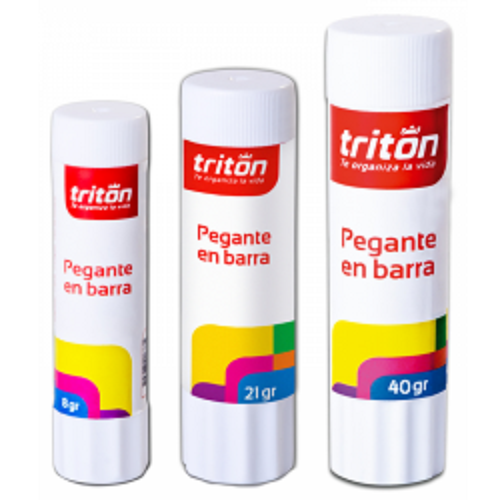 triton
Te organiza la vida
Pegante
en barra
8gr
triton
Te organiza la vida
Pegante
en barra
21gr
triton
Te organiza la vida
Pegante
en barra
40gr